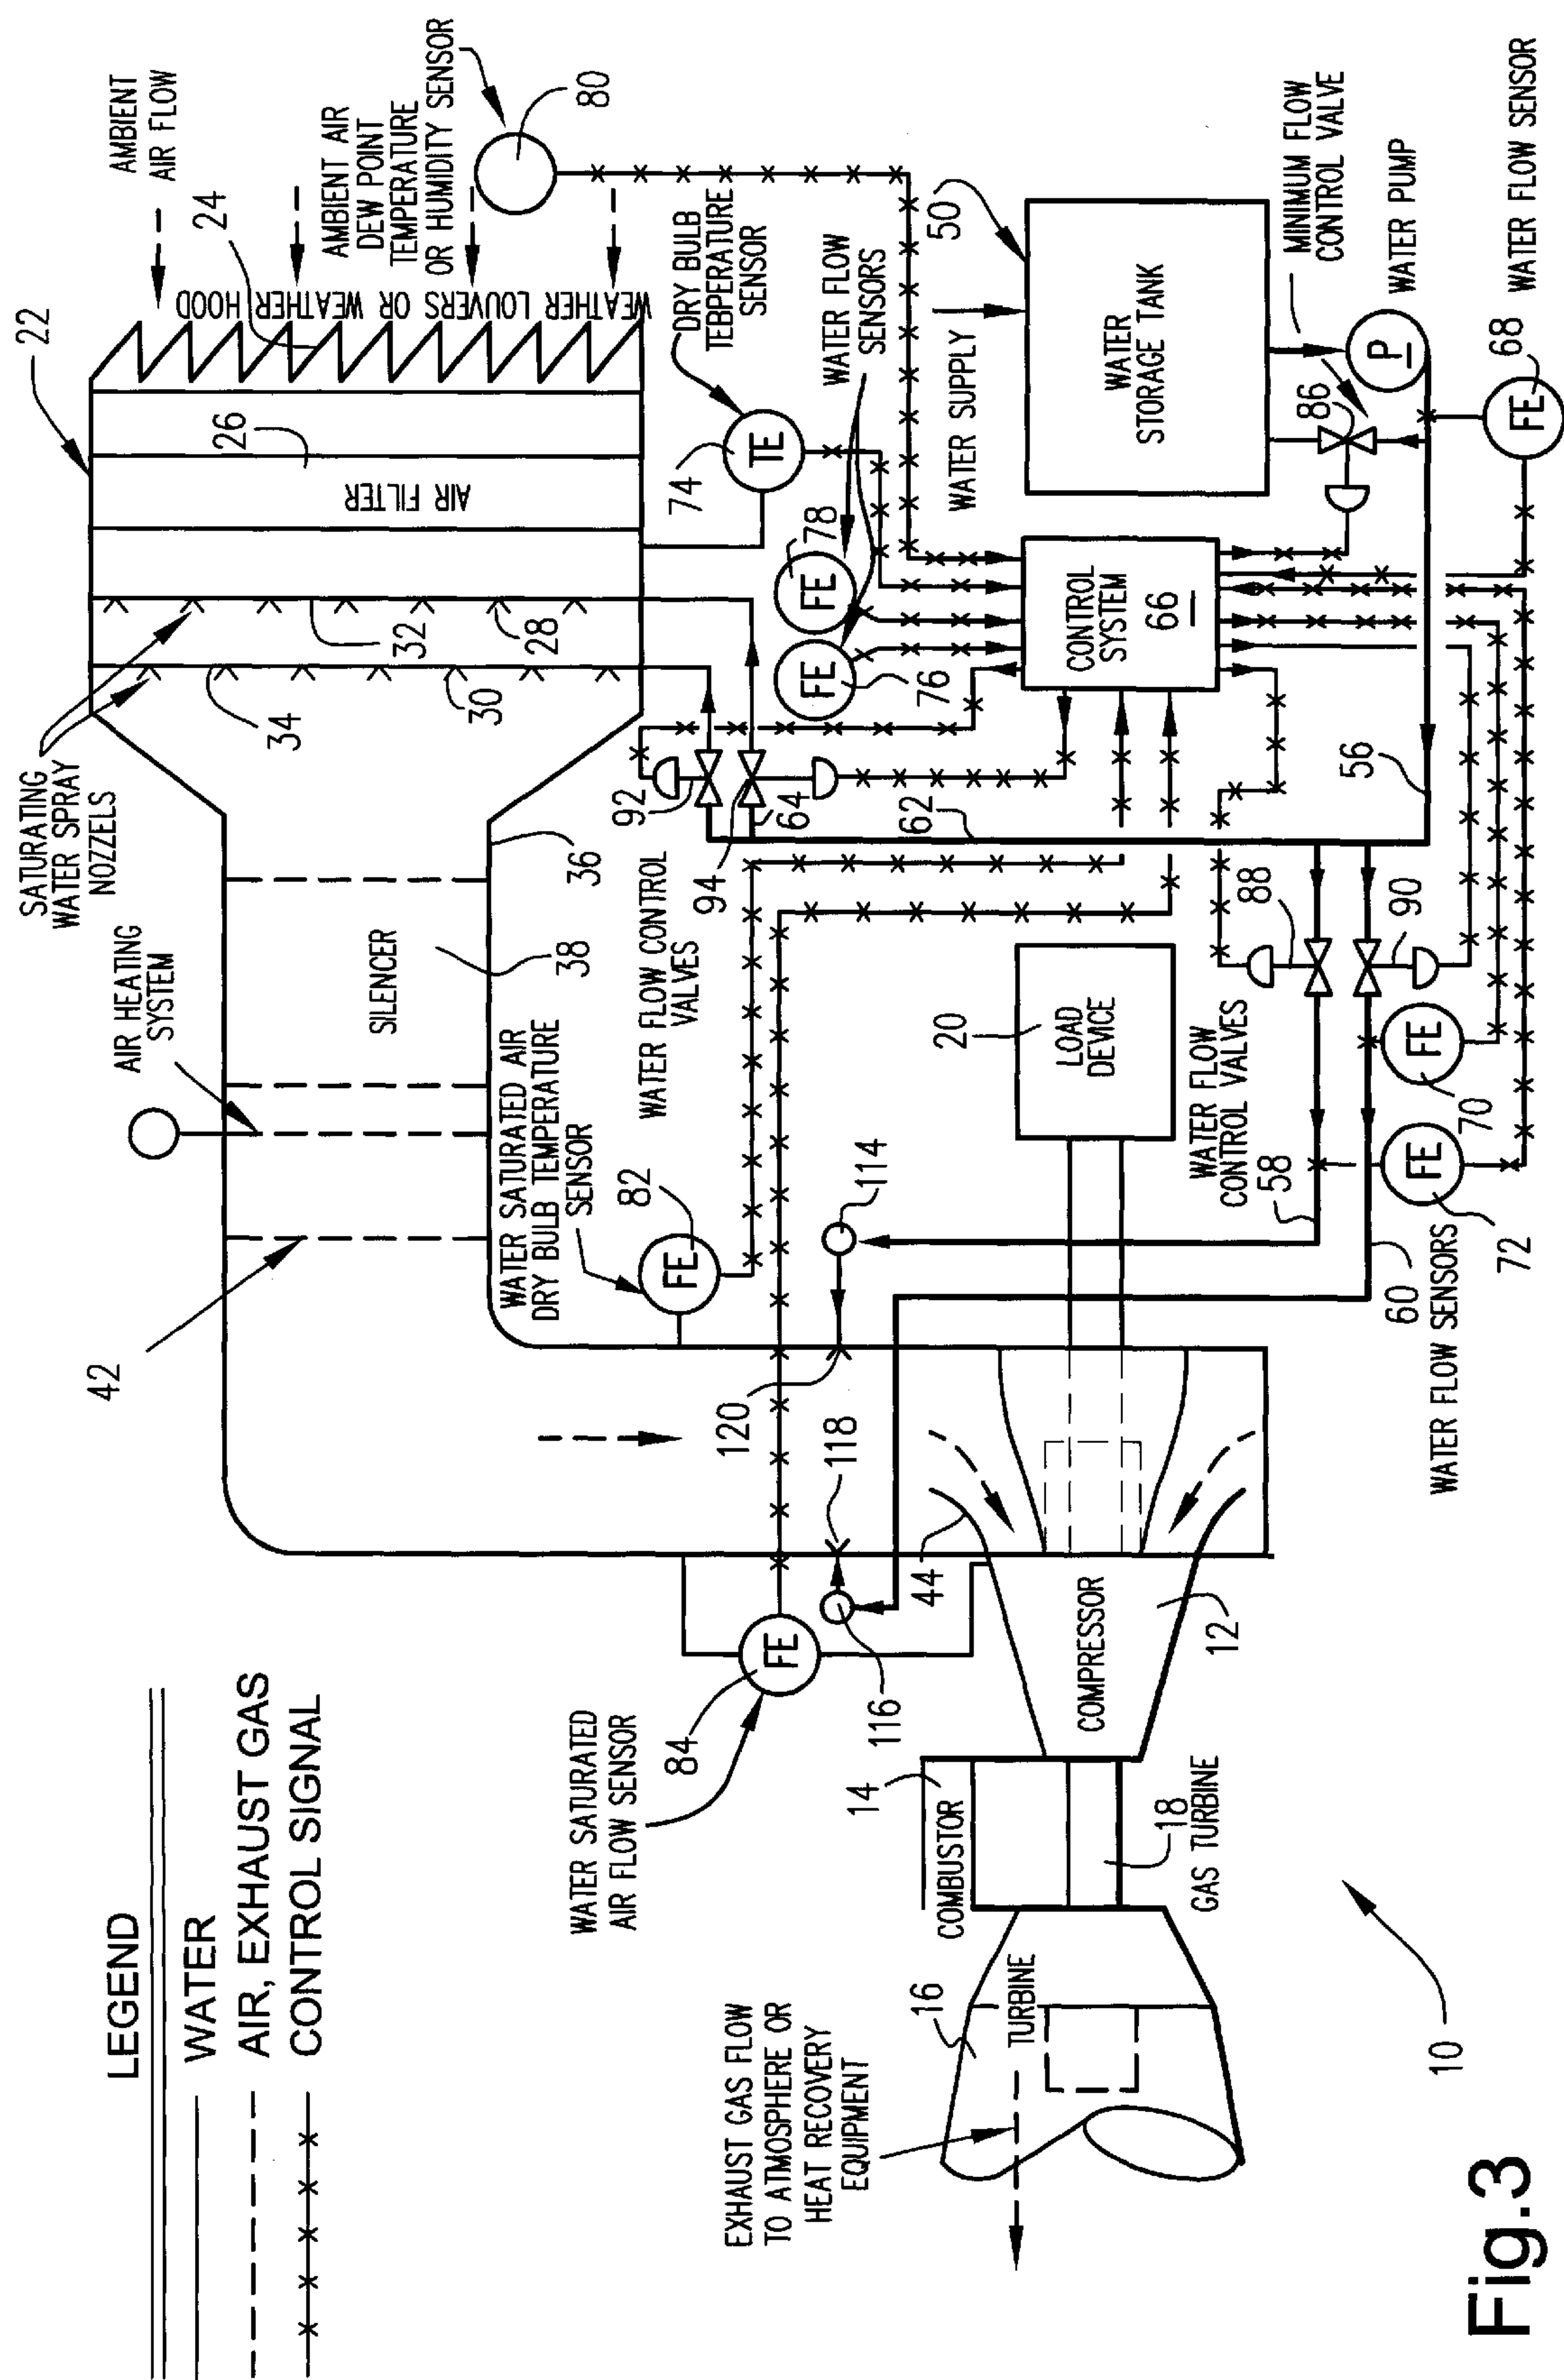 LEGEND
WATER
AIR, EXHAUST GAS
CONTROL SIGNAL
22
AMBIENT
AIR FLOW
24
AMBIENT AIR
DEW POINT
TEMPERATURE
OR HUMIDITY SENSOR
80
WEATHER LOUVERS OR WEATHER HOOD
26
AIR FILTER
32
28
34
30
SATURATING
WATER SPRAY
NOZZELS
36
AIR HEATING
SYSTEM
SILENCER
38
42
DRY BULB
TEBPERATURE
SENSOR
74
TE
WATER FLOW
SENSORS
78
FE
FE
76
WATER SUPPLY
50
WATER
STORAGE TANK
MINIMUM FLOW
CONTROL VALVE
WATER PUMP
P
86
WATER FLOW SENSOR
68
FE
CONTROL
SYSTEM
66
92
94
64
62
56
WATER FLOW CONTROL
VALVES
WATER SATURATED AIR
DRY BULB TEMPERATURE
SENSOR
82
FE
88
90
WATER FLOW
CONTROL VALVES
58
FE
70
FE
72
60
WATER FLOW SENSORS
20
LOAD
DEVICE
114
120
118
116
44
WATER SATURATED
AIR FLOW SENSOR
84
FE
COMPRESSOR
12
14
COMBUSTOR
18
GAS TURBINE
16
TURBINE
EXHAUST GAS FLOW
TO ATMOSPHERE OR
HEAT RECOVERY
EQUIPMENT
10
Fig.3